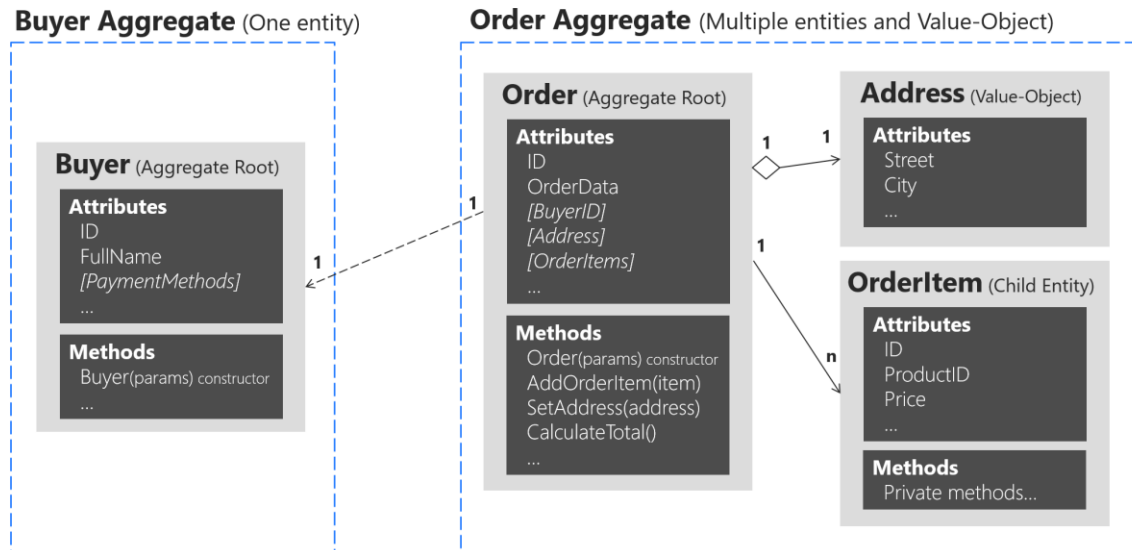 Buyer Aggregate (One entity)
Buyer (Aggregate Root)
Attributes
ID
FullName
[PaymentMethods]
...
Methods
Buyer(params) constructor
...
1
1
Order Aggregate (Multiple entities and Value-Object)
Order (Aggregate Root)
Attributes
ID
OrderData
[BuyerID]
[Address]
[OrderItems]
...
Methods
Order(params) constructor
AddOrderItem(item)
SetAddress(address)
CalculateTotal()
...
1
1
Address (Value-Object)
Attributes
Street
City
...
1
n
OrderItem (Child Entity)
Attributes
ID
ProductID
Price
...
Methods
Private methods...